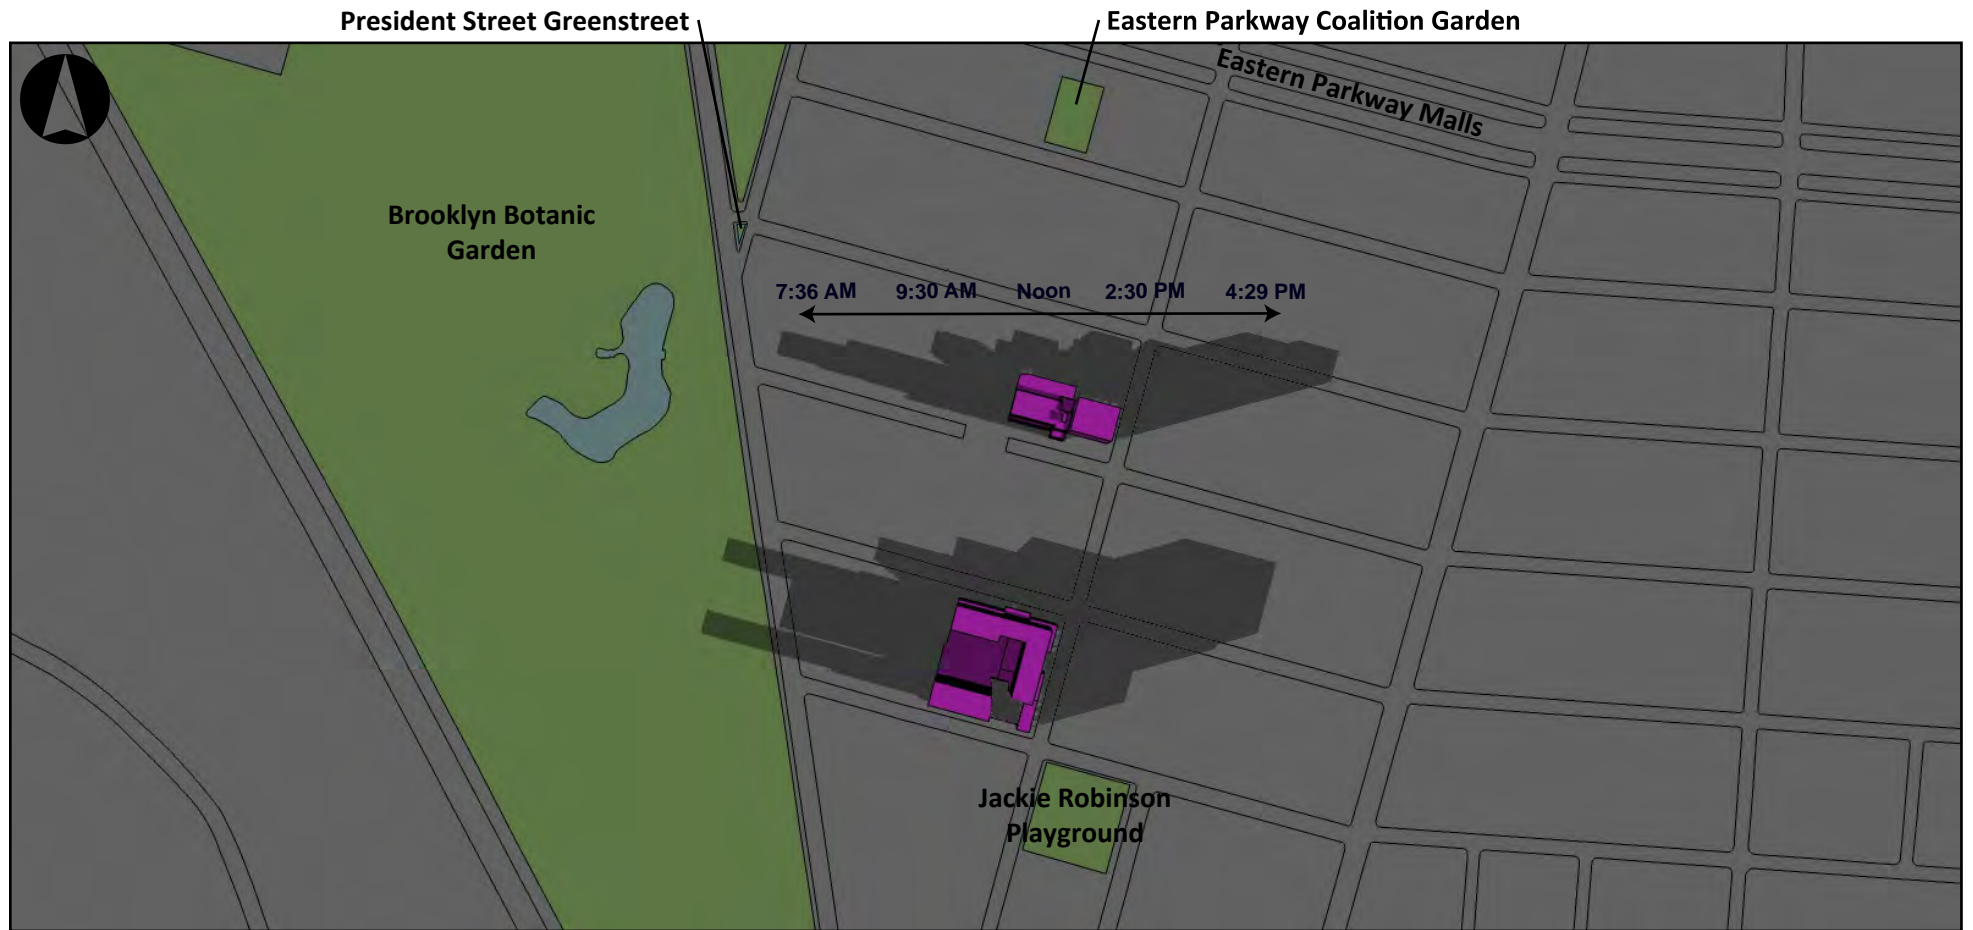 President Street Greenstreet
Eastern Parkway Coalition Garden
Eastern Parkway Malls
Brooklyn Botanic
Garden
7:36 AM 9:30 AM Noon 2:30 PM 4:29 PM
Jackie Robinson
Playground